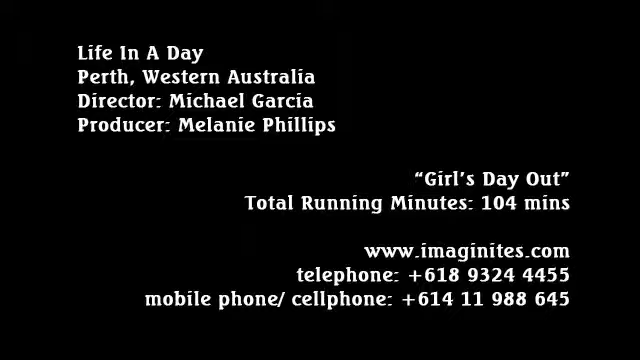 Life In A Day
Perth, Western Australia
Director: Michael Garcia
Producer: Melanie Phillips
“Girl’s Day Out”
Total Running Minutes: 104 mins
www.imaginites.com
telephone: +618 9324 4455
mobile phone/ cellphone: +614 11 988 645